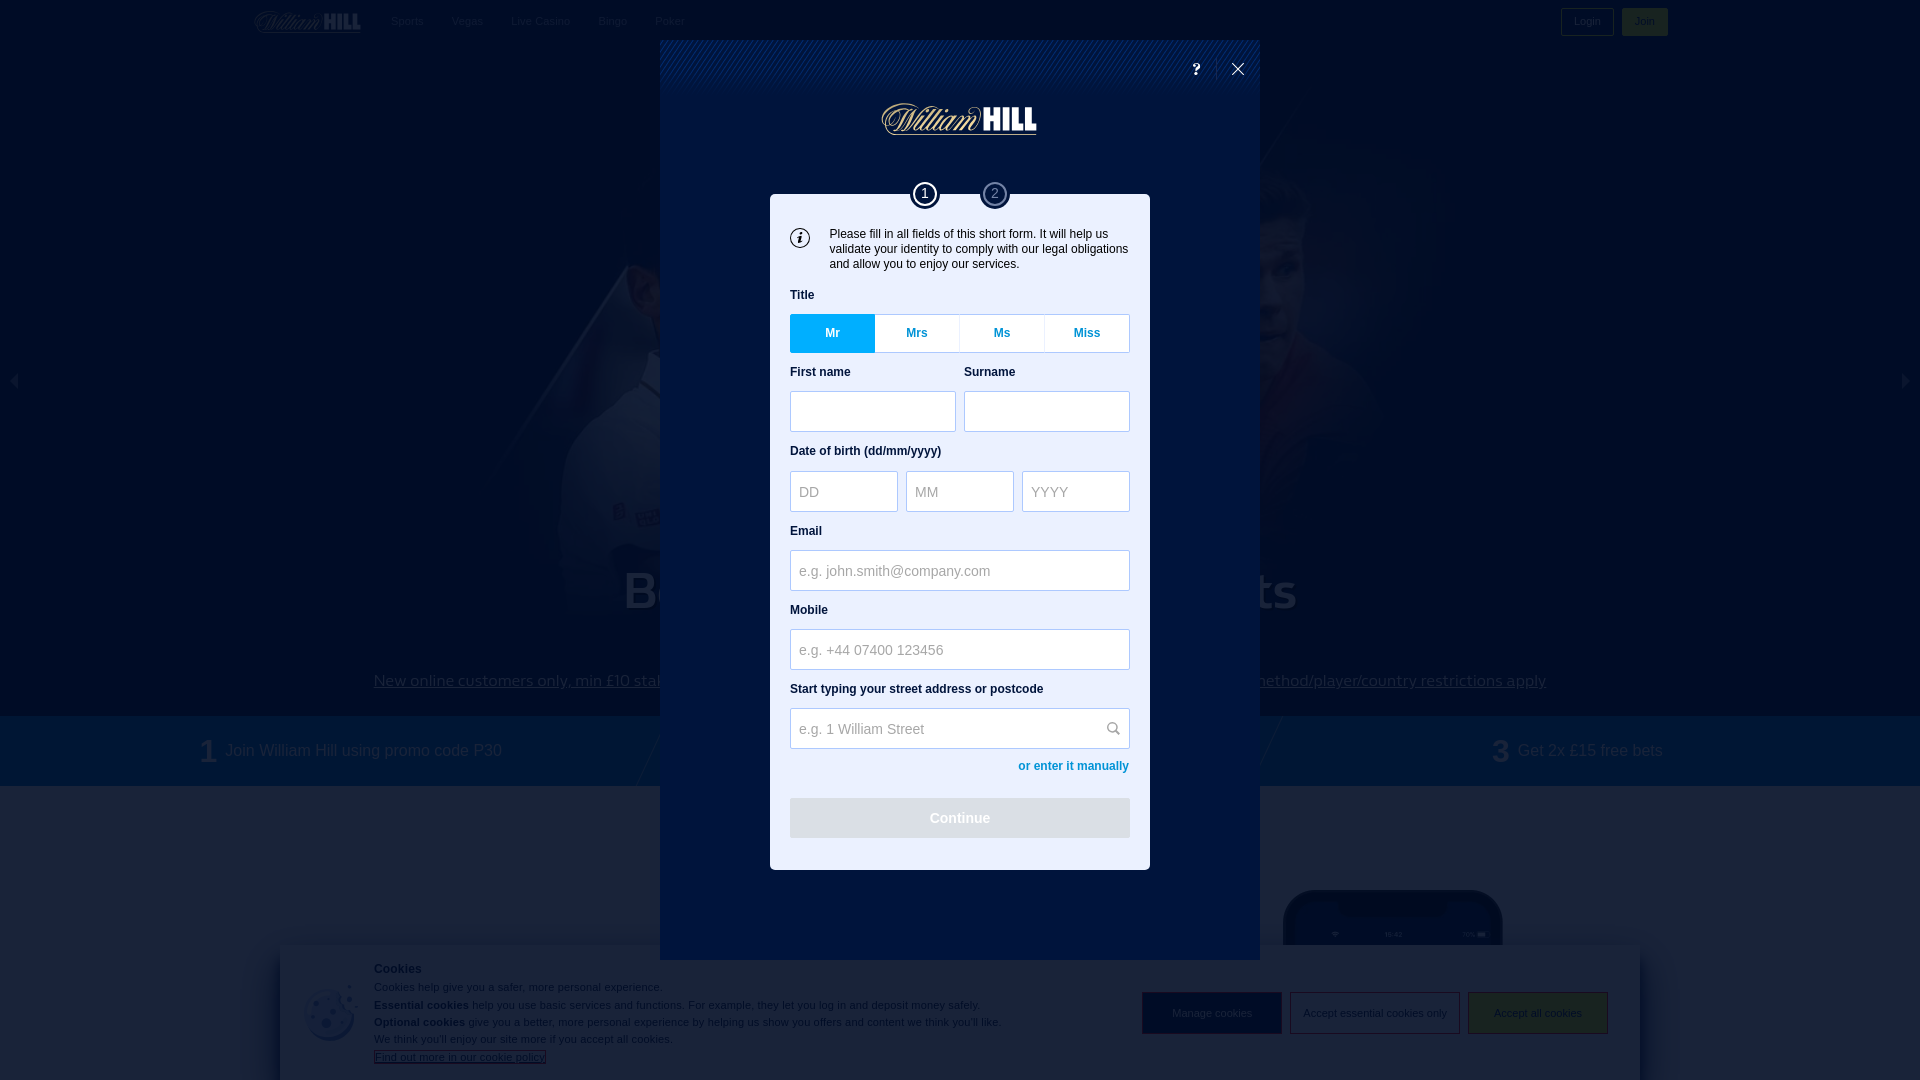 William HILL
Sports
Vegas
Live Casino
Bingo
Poker
Login
Join
?
William HILL
1
2
Please fill in all fields of this short form. It will help us
validate your identity to comply with our legal obligations
and allow you to enjoy our services.
Title
Mr
Mrs
Ms
Miss
First name
Surname
Date of birth (dd/mm/yyyy)
DD
MM
YYYY
Email
e.g. john.smith@company.com
Mobile
e.g. +44 07400 123456
Start typing your street address or postcode
e.g. 1 William Street
or enter it manually
Continue
New online customers only, min £10
method/player/country restrictions apply
1 Join William Hill using promo code P30
3 Get 2x £15 free bets
Cookies
Cookies help give you a safer, more personal experience.
Essential cookies help you use basic services and functions. For example, they let you log in and deposit money safely.
Optional cookies give you a better, more personal experience by helping us show you offers and content we think you'll like.
We think you'll enjoy our site more if you accept all cookies.
Find out more in our cookie policy
Manage cookies
Accept essential cookies only
Accept all cookies